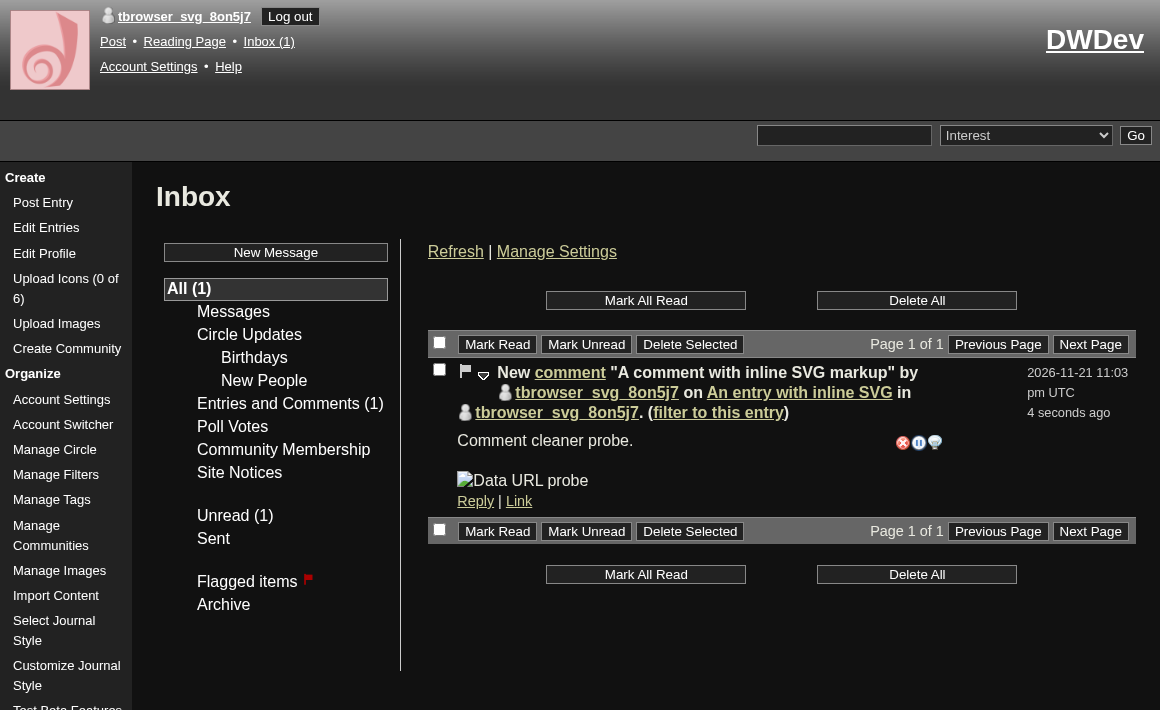 tbrowser_svg_8on5j7 Log out
Post • Reading Page • Inbox (1)
Account Settings • Help
DWDev
Interest Go
Create
Post Entry
Edit Entries
Edit Profile
Upload Icons (0 of
6)
Upload Images
Create Community
Organize
Account Settings
Account Switcher
Manage Circle
Manage Filters
Manage Tags
Manage
Communities
Manage Images
Import Content
Select Journal
Style
Customize Journal
Style
Test Beta Features
Inbox
New Message
All (1)
Messages
Circle Updates
Birthdays
New People
Entries and Comments (1)
Poll Votes
Community Membership
Site Notices
Unread (1)
Sent
Flagged items
Archive
Refresh | Manage Settings
Mark All Read Delete All
Mark Read Mark Unread Delete Selected Page 1 of 1 Previous Page Next Page
New comment "A comment with inline SVG markup" by
tbrowser_svg_8on5j7 on An entry with inline SVG in
tbrowser_svg_8on5j7. (filter to this entry)
2026-11-21 11:03
pm UTC
4 seconds ago
Comment cleaner probe.
Data URL probe
Reply | Link
Mark Read Mark Unread Delete Selected Page 1 of 1 Previous Page Next Page
Mark All Read Delete All